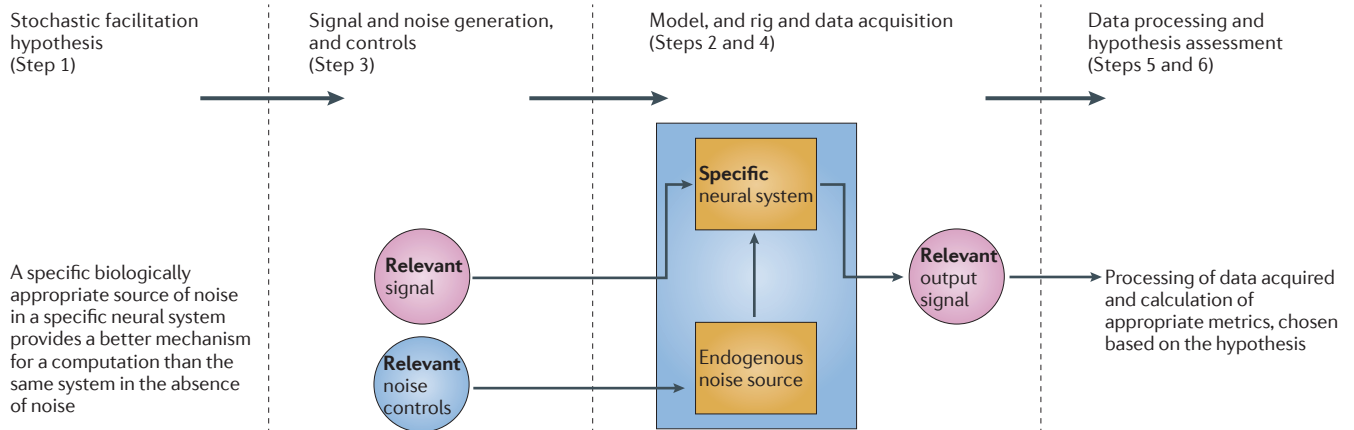 Stochastic facilitation
hypothesis
(Step 1)
Signal and noise generation,
and controls
(Step 3)
Model, and rig and data acquisition
(Steps 2 and 4)
Data processing and
hypothesis assessment
(Steps 5 and 6)
A specific biologically
appropriate source of noise
in a specific neural system
provides a better mechanism
for a computation than the
same system in the absence
of noise
Relevant
signal
Relevant
noise
controls
Specific
neural system
Endogenous
noise source
Relevant
output
signal
Processing of data acquired
and calculation of
appropriate metrics, chosen
based on the hypothesis